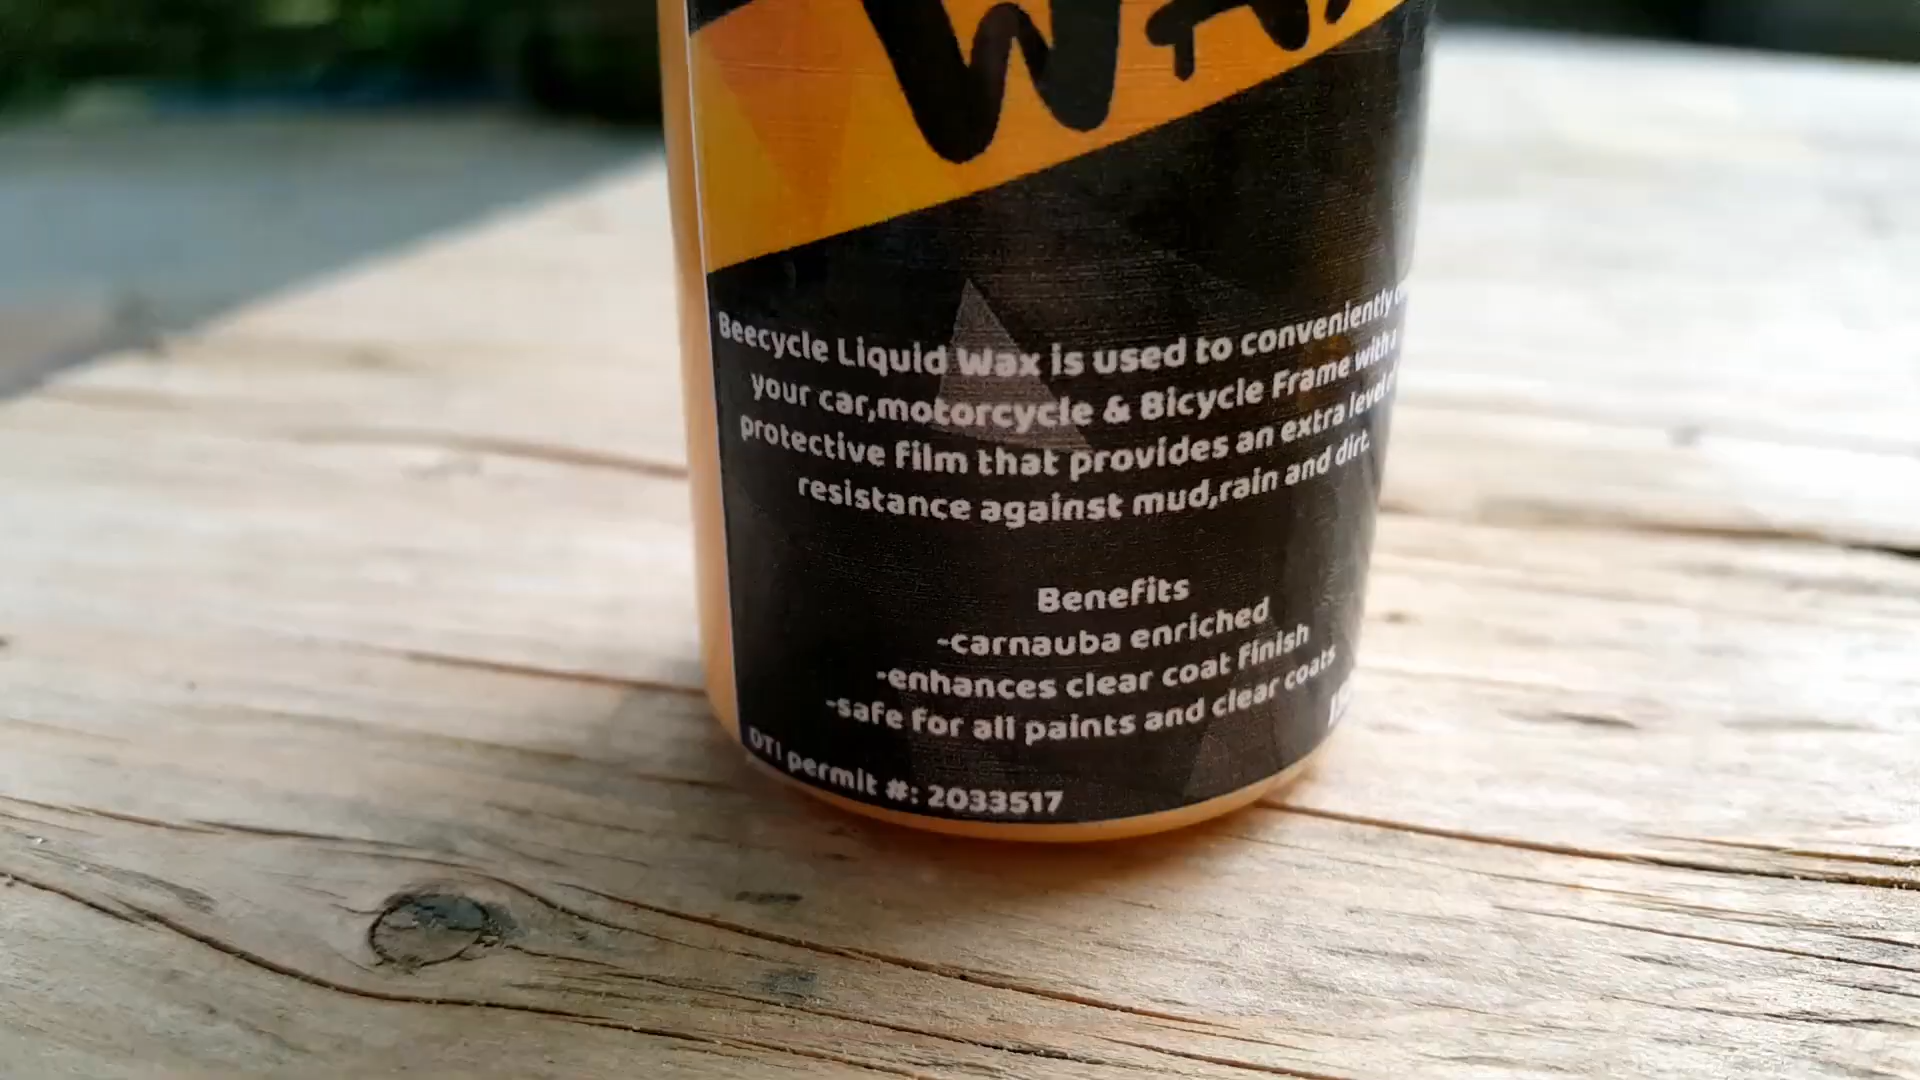 WA
Beecycle Liquid Wax is used to conveniently
your car,motorcycle & Bicycle Frame with a
protective film that provides an extra level of
resistance against mud,rain and dirt.
Benefits
-carnauba enriched
-enhances clear coat finish
-safe for all paints and clear coats
DTI permit #: 2033517